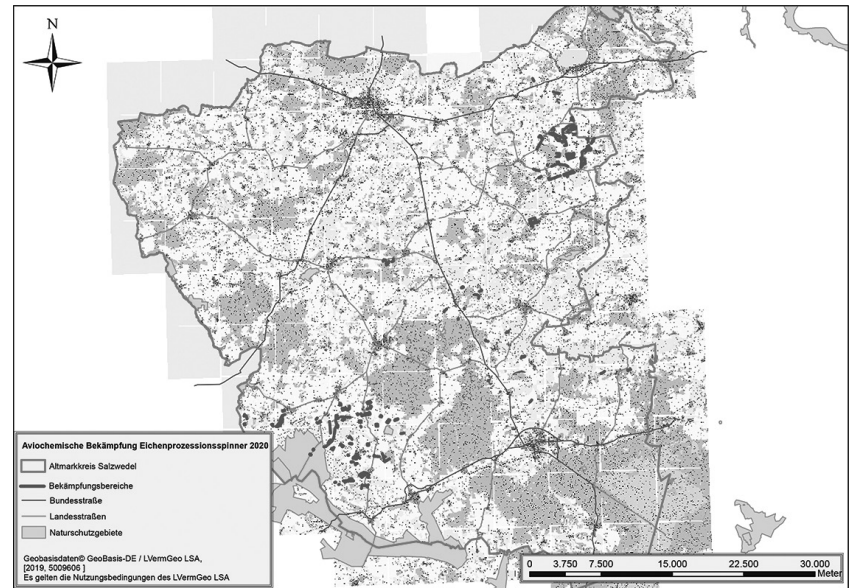 N
Aviochemische Bekämpfung Eichenprozessionsspinner 2020
Altmarkkreis Salzwedel
Bekämpfungsbereiche
Bundesstraße
Landesstraßen
Naturschutzgebiete
Geobasisdaten© GeoBasis-DE / LVermGeo LSA,
[2019, 5009606 ]
Es gelten die Nutzungsbedingungen des LVermGeo LSA
0 3.750 7.500 15.000 22.500 30.000
Meter